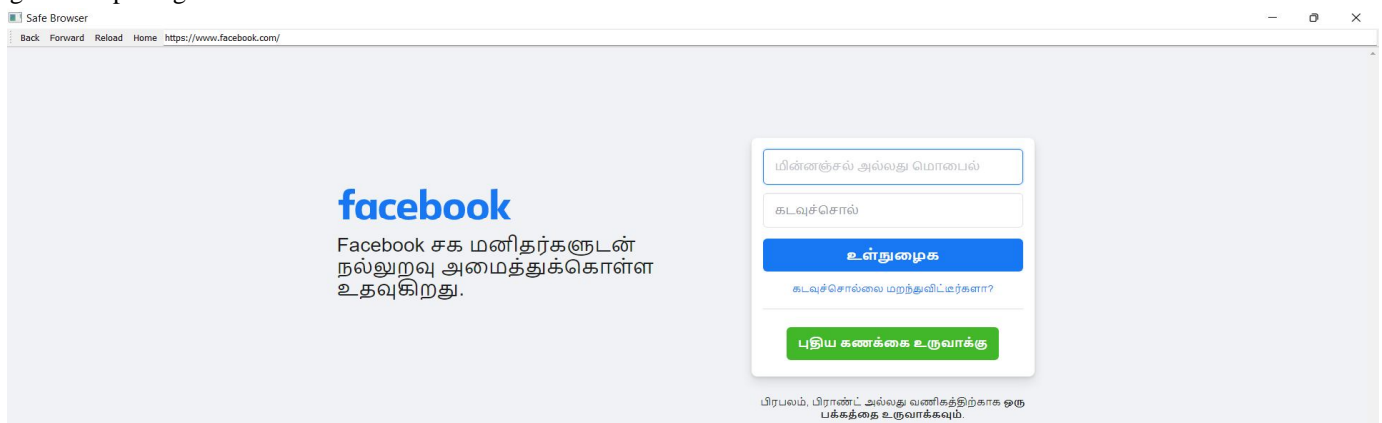 Safe Browser
Back Forward Reload Home https://www.facebook.com/
மின்னஞ்சல் அல்லது மொபைல்
facebook
கடவுச்சொல்
Facebook சக மனிதர்களுடன்
நல்லுறவு அமைத்துக்கொள்ள
உதவுகிறது.
உள்நுழைக
கடவுச்சொல்லை மறந்துவிட்டீர்களா?
புதிய கணக்கை உருவாக்கு
பிரபலம், பிராண்ட் அல்லது வணிகத்திற்காக ஒரு
பக்கத்தை உருவாக்கவும்.